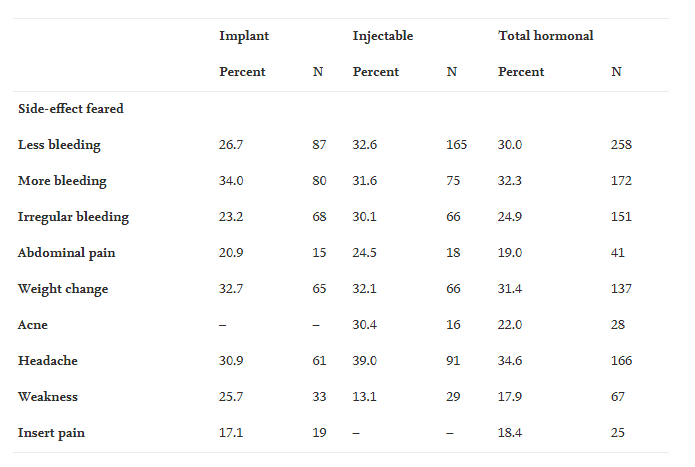 Implant Injectable Total hormonal
Percent N Percent N Percent N
Side-effect feared
Less bleeding 26.7 87 32.6 165 30.0 258
More bleeding 34.0 80 31.6 75 32.3 172
Irregular bleeding 23.2 68 30.1 66 24.9 151
Abdominal pain 20.9 15 24.5 18 19.0 41
Weight change 32.7 65 32.1 66 31.4 137
Acne – – 30.4 16 22.0 28
Headache 30.9 61 39.0 91 34.6 166
Weakness 25.7 33 13.1 29 17.9 67
Insert pain 17.1 19 – – 18.4 25